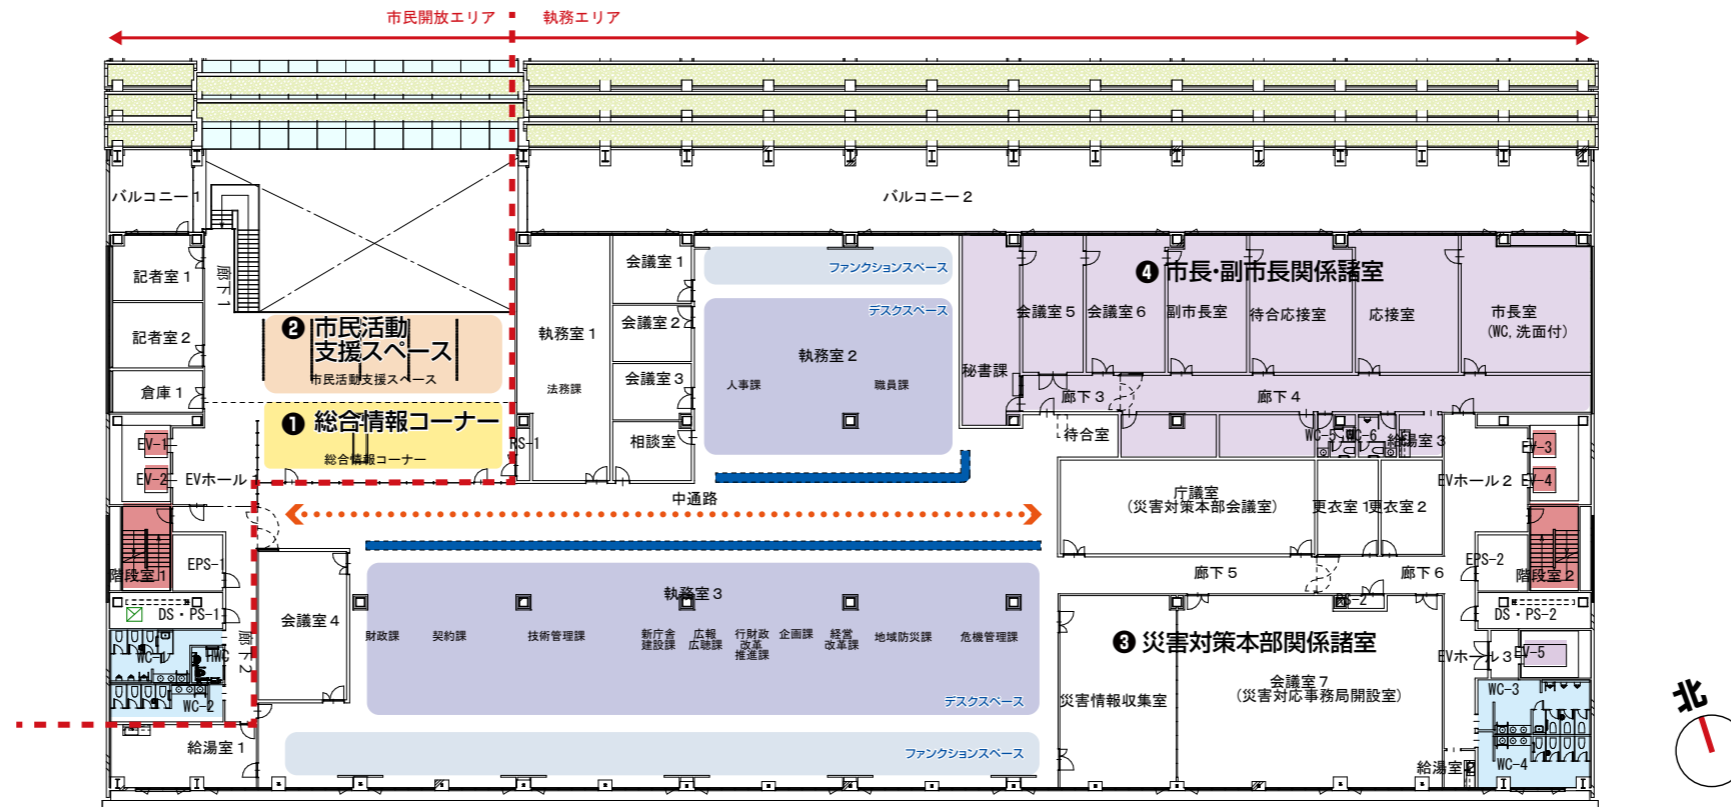 市民開放エリア
執務エリア
バルコニー1
バルコニー2
記者室1
廊下1
記者室2
倉庫1
❷ 市民活動
支援スペース
市民活動支援スペース
❶ 総合情報コーナー
総合情報コーナー
執務室1
法務課
会議室1
会議室2
会議室3
相談室
ファンクションスペース
デスクスペース
執務室2
人事課
職員課
秘書課
❹ 市長・副市長関係諸室
会議室5
会議室6
副市長室
待合応接室
応接室
市長室
(WC,洗面付)
廊下3
廊下4
待合室
WC-5
WC-6
給湯室3
EV-1
EV-2
EVホール
中通路
庁議室
(災害対策本部会議室)
更衣室1
更衣室2
EVホール2
EV-3
EV-4
階段室1
EPS-1
DS・PS-1
廊下2
WC-1
HWC
WC-2
給湯室1
会議室4
執務室3
財政課
契約課
技術管理課
新庁舎
建設課
広報
広聴課
行財政
改革
推進課
企画課
経営
改革課
地域防災課
危機管理課
デスクスペース
ファンクションスペース
廊下5
廊下6
EPS-2
階段室2
DS・PS-2
❸ 災害対策本部関係諸室
災害情報収集室
会議室7
(災害対応事務局開設室)
EVホール3
EV-5
WC-3
WC-4
北